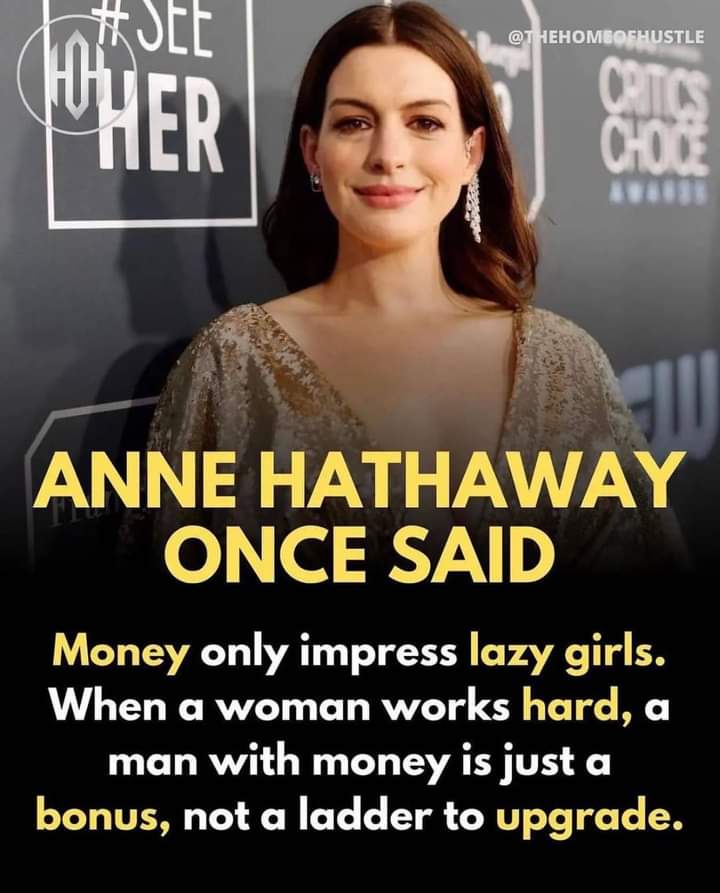 #SEE
HER
HOH
@THEHOMEOFHUSTLE
CRITICS
CHOICE
AWARDS
ANNE HATHAWAY
ONCE SAID
Money only impress lazy girls.
When a woman works hard, a
man with money is just a
bonus, not a ladder to upgrade.